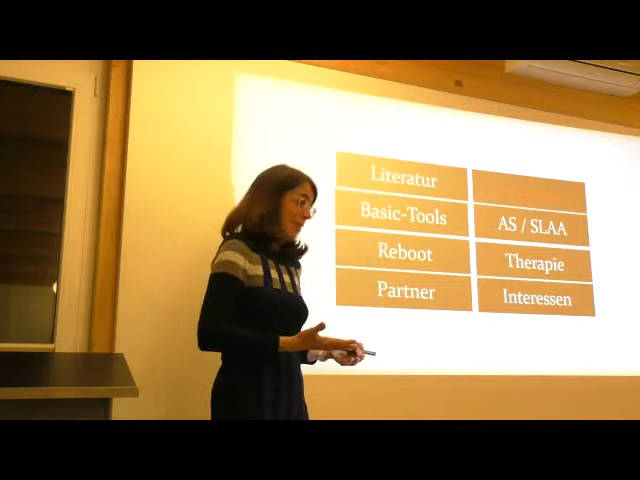 Literatur
Basic-Tools
AS / SLAA
Reboot
Therapie
Partner
Interessen